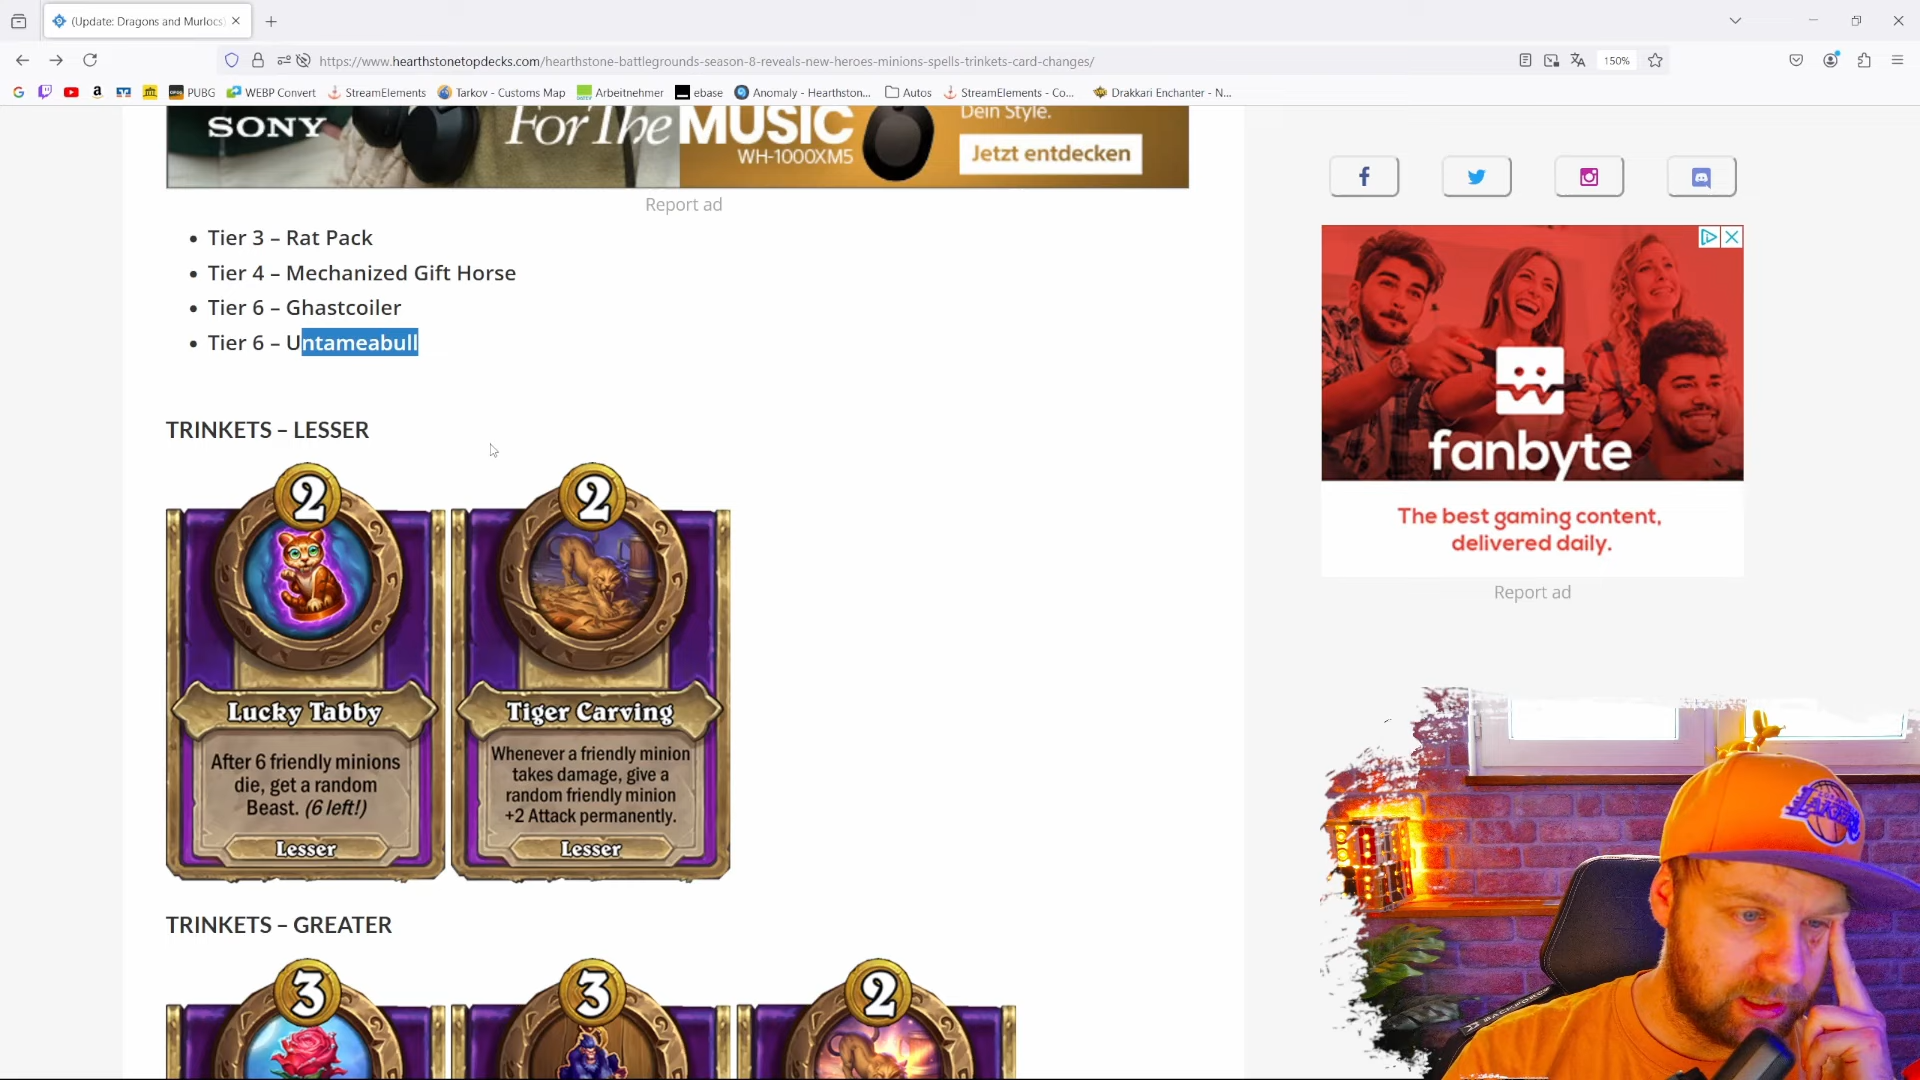 (Update: Dragons and Murlocs)
https://www.hearthstonetopdecks.com/hearthstone-battlegrounds-season-8-reveals-new-heroes-minions-spells-trinkets-card-changes/
150%
PUBG
WEBP Convert
StreamElements
Tarkov - Customs Map
Arbeitnehmer
ebase
Anomaly - Hearthston...
Autos
StreamElements - Co...
Drakkari Enchanter - N...
SONY
For The MUSIC
WH-1000XM5
Dein Style.
Jetzt entdecken
Report ad
Tier 3 – Rat Pack
Tier 4 – Mechanized Gift Horse
Tier 6 – Ghastcoiler
Tier 6 – Untameabull
TRINKETS – LESSER
2
Lucky Tabby
After 6 friendly minions
die, get a random
Beast. (6 left!)
Lesser
2
Tiger Carving
Whenever a friendly minion
takes damage, give a
random friendly minion
+2 Attack permanently.
Lesser
TRINKETS – GREATER
3
3
2
fanbyte
The best gaming content,
delivered daily.
Report ad
LAKERS